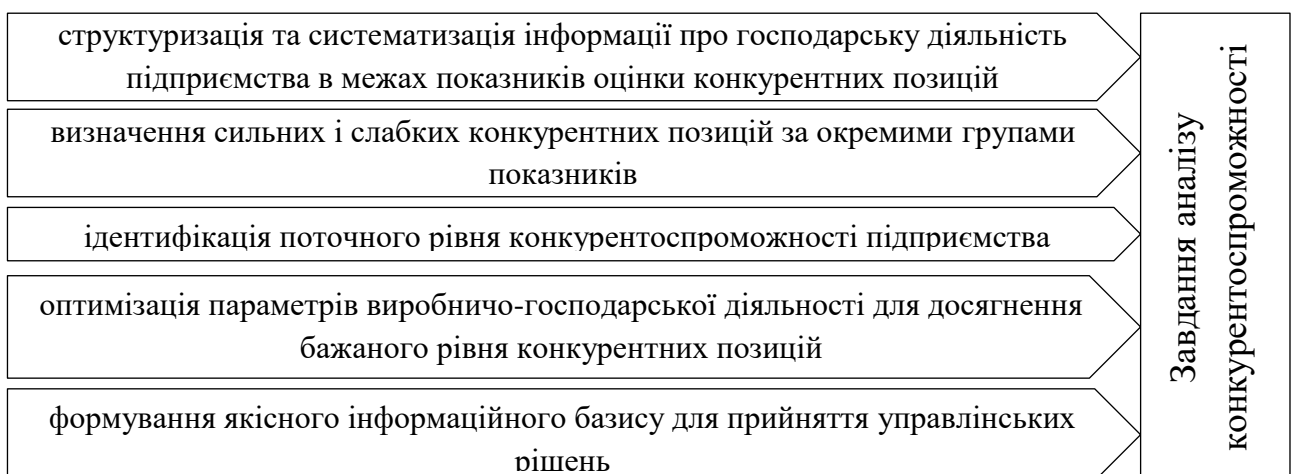 структуризація та систематизація інформації про господарську діяльність
підприємства в межах показників оцінки конкурентних позицій
визначення сильних і слабких конкурентних позицій за окремими групами
показників
ідентифікація поточного рівня конкурентоспроможності підприємства
оптимізація параметрів виробничо-господарської діяльності для досягнення
бажаного рівня конкурентних позицій
формування якісного інформаційного базису для прийняття управлінських
рішень
Завдання аналізу
конкурентоспроможності